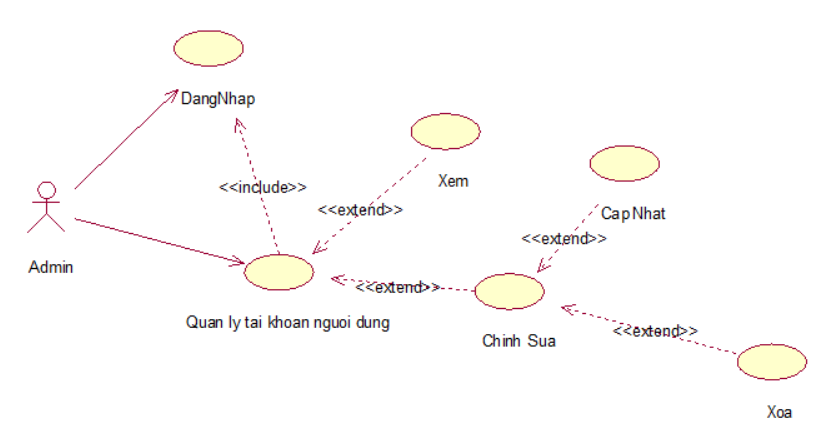 DangNhap
<<include>>
Xem
<<extend>>
CapNhat
<<extend>>
Admin
<<extend>>
Quan ly tai khoan nguoi dung
Chinh Sua
<<extend>>
Xoa